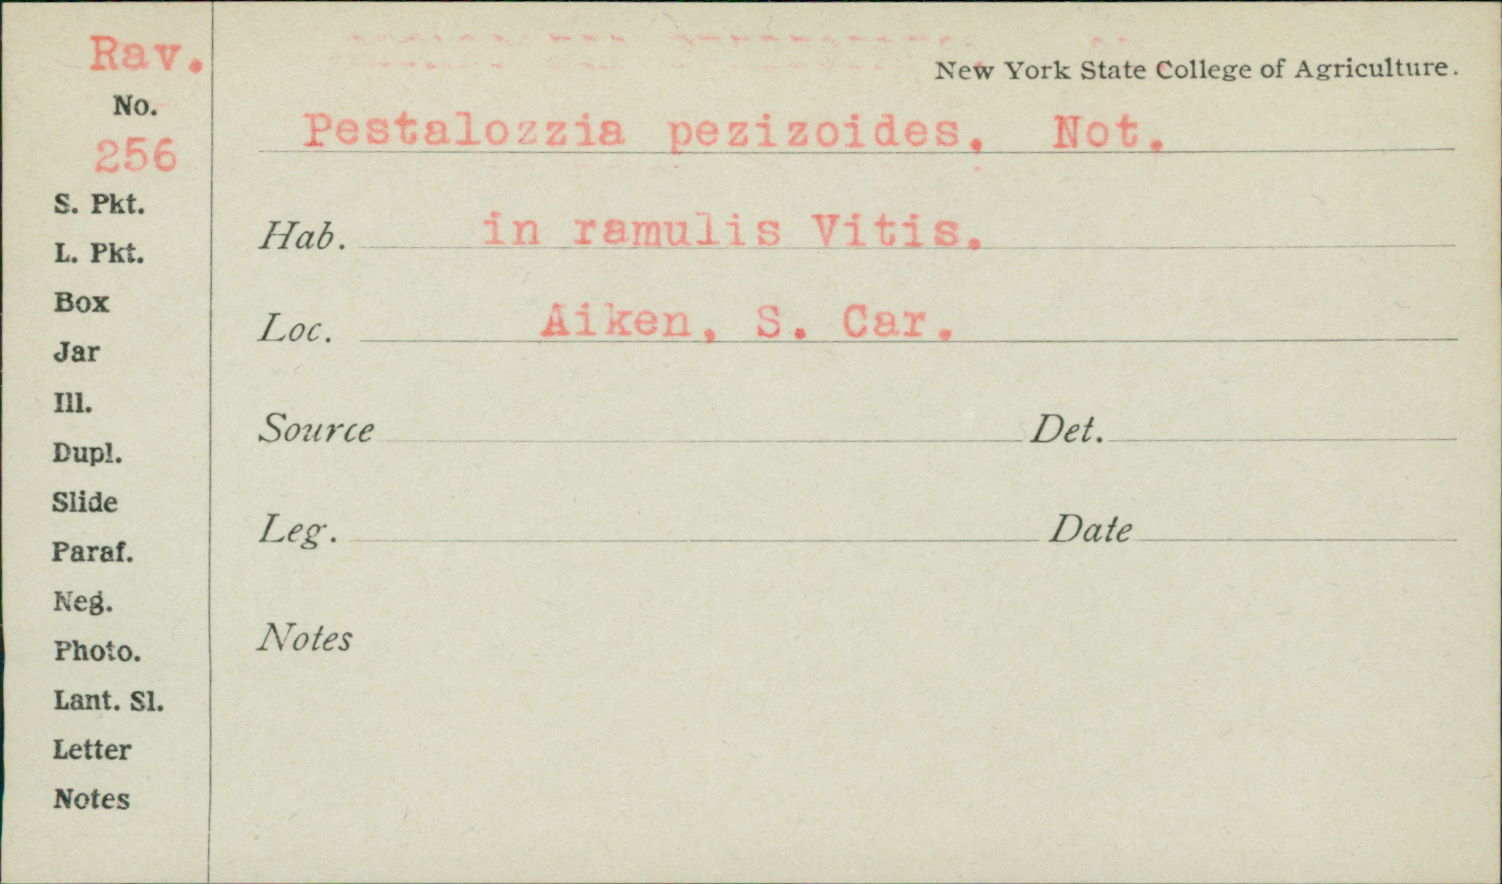 Rav.
New York State College of Agriculture.
No.
Pestalozzia pezizoides, Not.
256
S. Pkt.
Hab. in ramulis Vitis.
L. Pkt.
Box
Loc. Aiken, S. Car.
Jar
Ill.
Source Det.
Dupl.
Slide
Leg. Date
Paraf.
Neg.
Notes
Photo.
Lant. Sl.
Letter
Notes